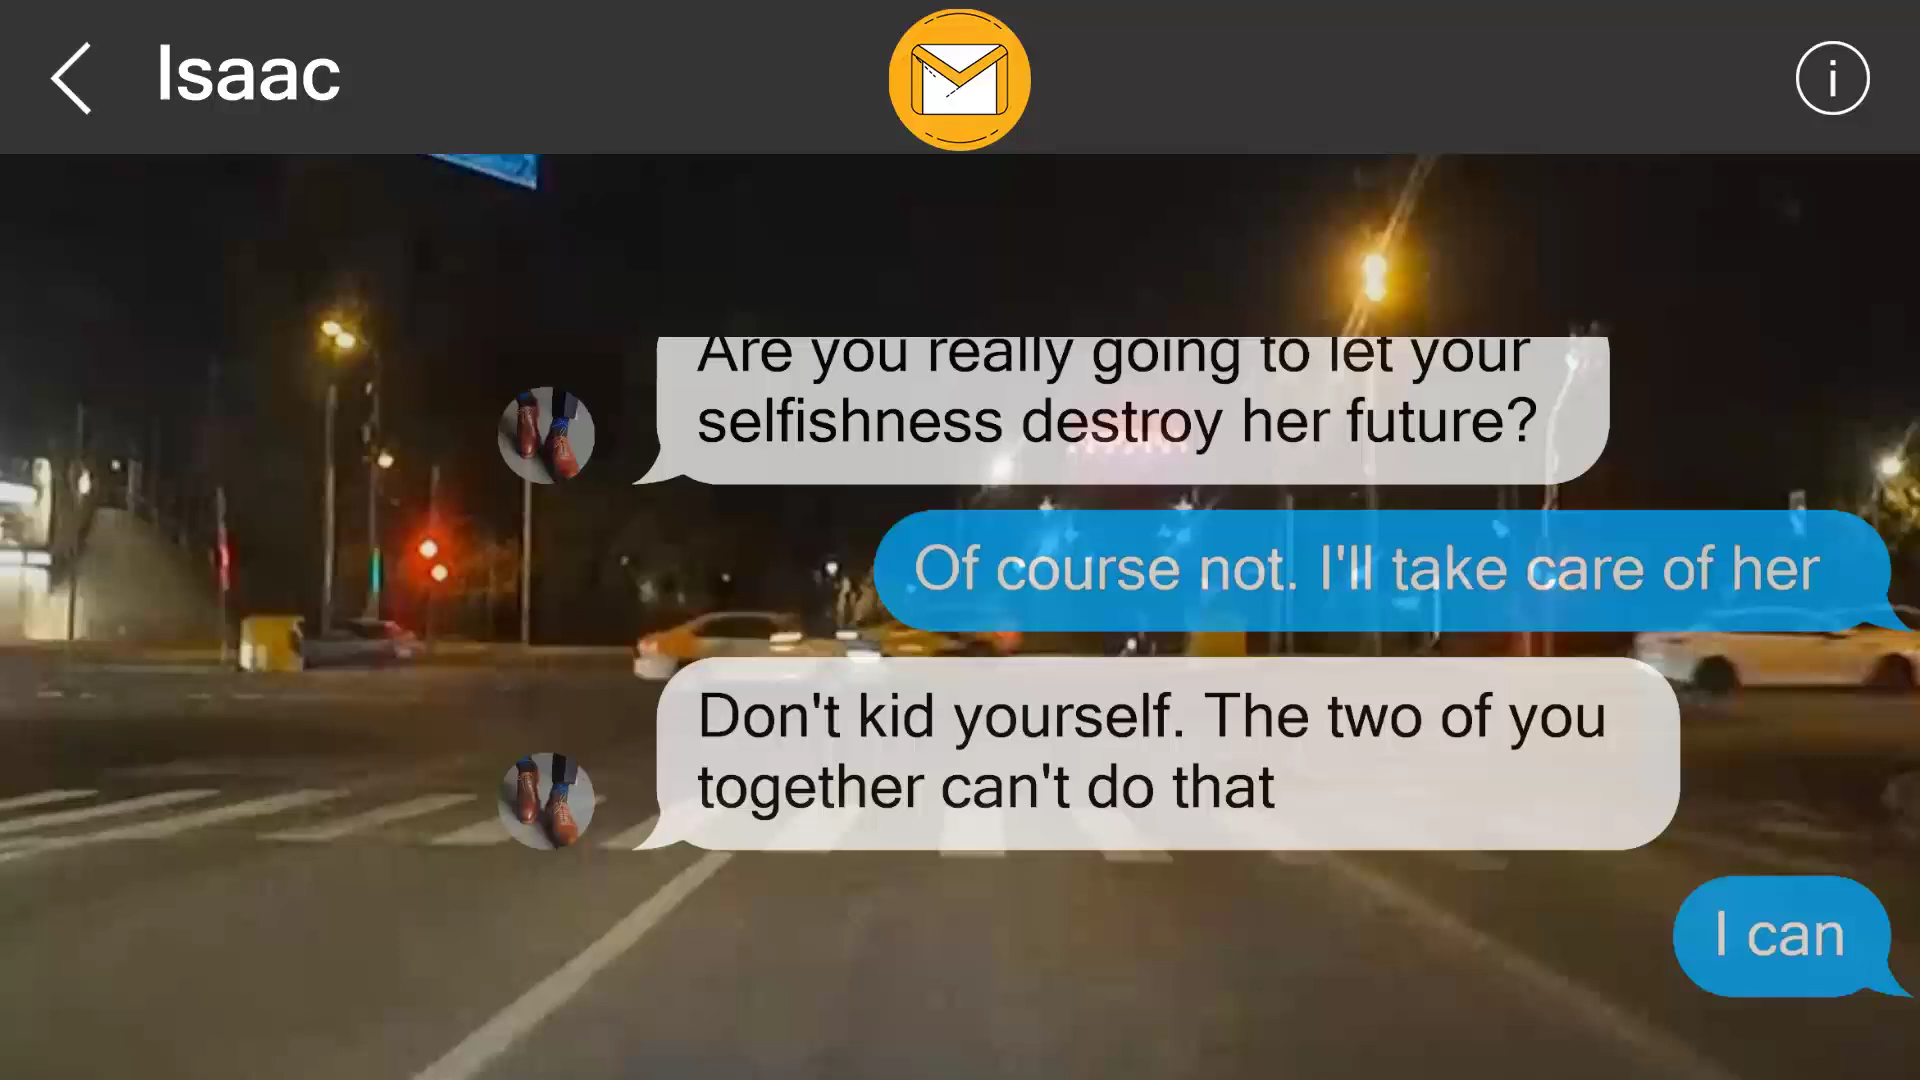 Isaac
i
Are you really going to let your
selfishness destroy her future?
Of course not. I'll take care of her
Don't kid yourself. The two of you
together can't do that
I can